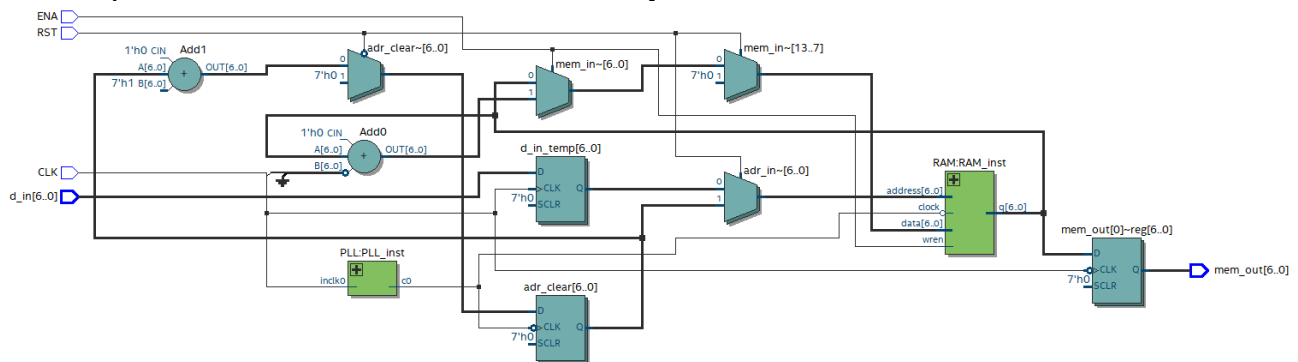 ENA
RST
1'h0 CIN
Add1
A[6..0]
OUT[6..0]
7'h1 B[6..0]
+
adr_clear~[6..0]
0
7'h0 1
mem_in~[6..0]
0
1
mem_in~[13..7]
0
7'h0 1
1'h0 CIN
Add0
A[6..0]
OUT[6..0]
B[6..0]
+
CLK
d_in[6..0]
d_in_temp[6..0]
D
CLK
Q
7'h0
SCLR
adr_in~[6..0]
0
1
RAM:RAM_inst
address[6..0]
clock
data[6..0]
wren
q[6..0]
PLL:PLL_inst
inclk0
c0
adr_clear[6..0]
D
CLK
Q
7'h0
SCLR
mem_out[0]~reg[6..0]
D
CLK
Q
7'h0
SCLR
mem_out[6..0]